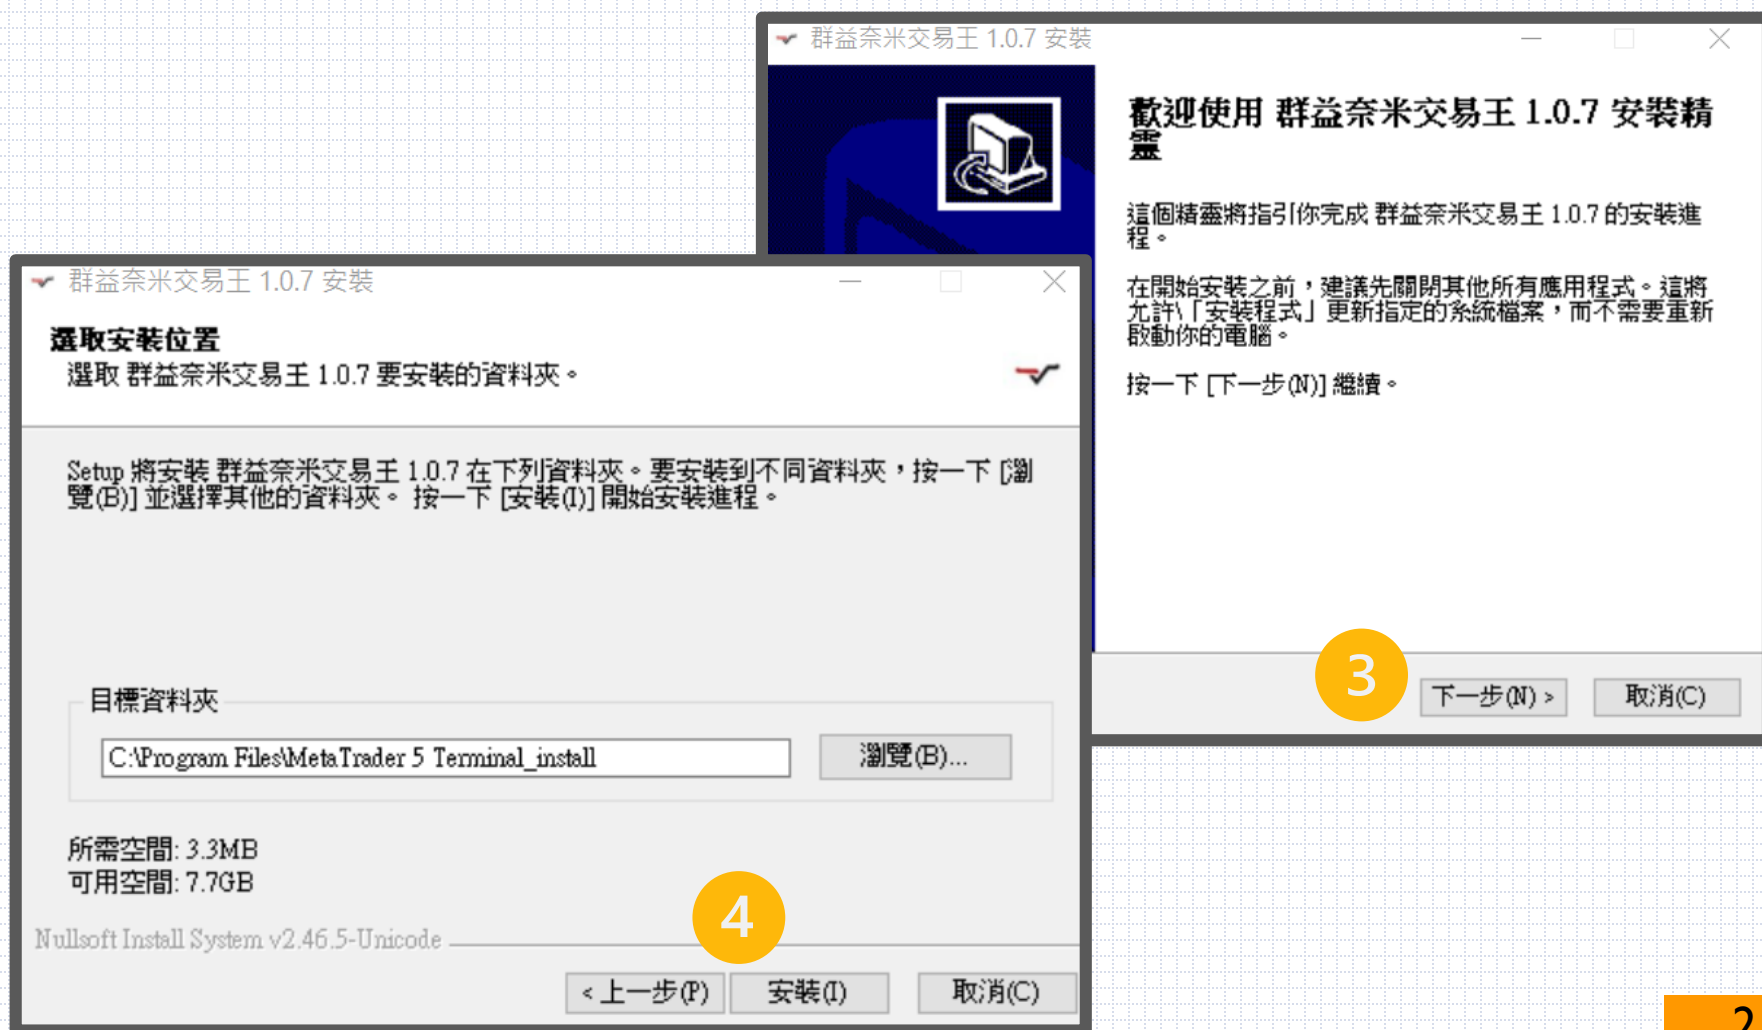 群益奈米交易王 1.0.7 安裝
歡迎使用 群益奈米交易王 1.0.7 安裝精
靈
這個精靈將指引你完成 群益奈米交易王 1.0.7 的安裝進
程。
在開始安裝之前，建議先關閉其他所有應用程式。這將
允許\「安裝程式」更新指定的系統檔案，而不需要重新
啟動你的電腦。
按一下 [下一步(N)] 繼續。
3
下一步(N) >
取消(C)
群益奈米交易王 1.0.7 安裝
選取安裝位置
選取 群益奈米交易王 1.0.7 要安裝的資料夾。
Setup 將安裝 群益奈米交易王 1.0.7 在下列資料夾。要安裝到不同資料夾，按一下 [瀏
覽(B)] 並選擇其他的資料夾。 按一下 [安裝(I)] 開始安裝進程。
目標資料夾
C:\Program Files\MetaTrader 5 Terminal_install
瀏覽(B)...
所需空間: 3.3MB
可用空間: 7.7GB
4
Nullsoft Install System v2.46.5-Unicode
< 上一步(P)
安裝(I)
取消(C)
2